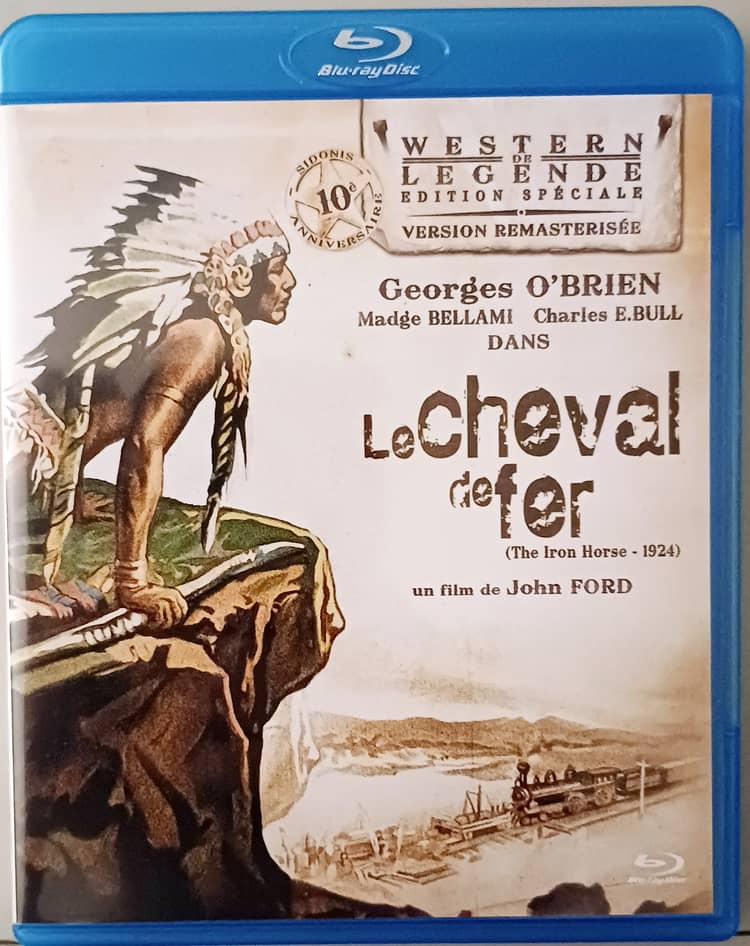 Blu-ray Disc
WESTERN
DE
LEGENDE
EDITION SPÉCIALE
VERSION REMASTERISÉE
SIDONIS
10e
ANNIVERSAIRE
Georges O'BRIEN
Madge BELLAMI Charles E.BULL
DANS
Le cheval
de fer
(The Iron Horse - 1924)
un film de John FORD
Blu-ray Disc